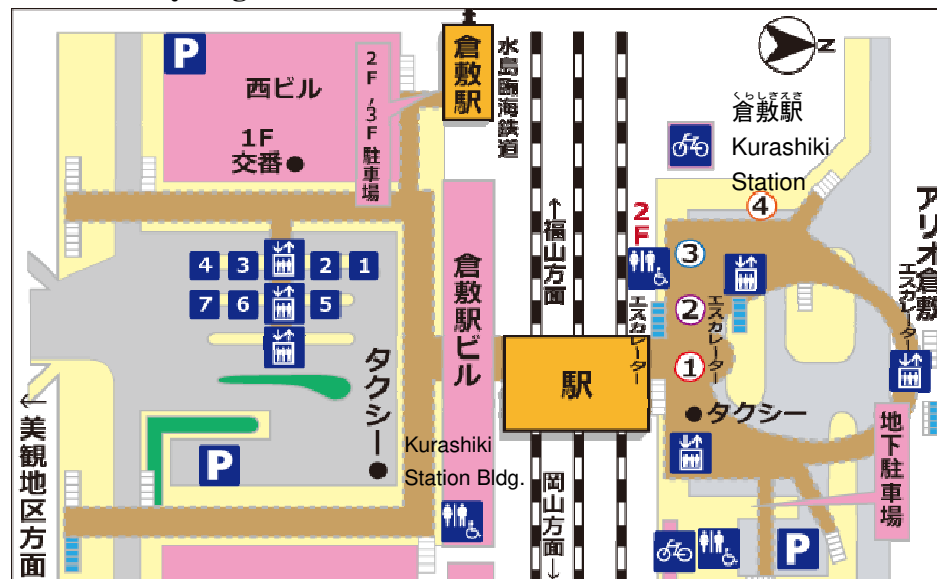 P
西ビル
1F
交番
2F,3F駐車場
倉敷駅
水島臨海鉄道
N
くらしきえき
倉敷駅
Kurashiki
Station
アリオ倉敷
エスカレーター
4
3
2
1
7
6
5
倉敷駅ビル
Kurashiki
Station Bldg.
↑福山方面
岡山方面↓
2F
④
③
②
①
エスカレーター
エスカレーター
駅
タクシー
タクシー
地下駐車場
←美観地区方面
P
P